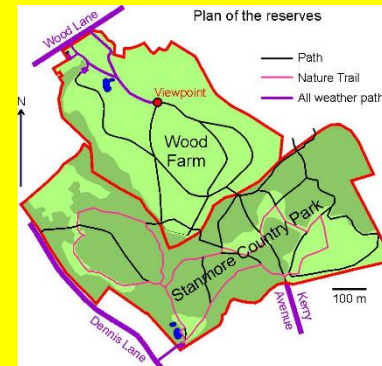 Plan of the reserves
Wood Lane
Path
Nature Trail
All weather path
Viewpoint
N
Wood
Farm
Stanmore Country Park
Kerry
Avenue
100 m
Dennis Lane